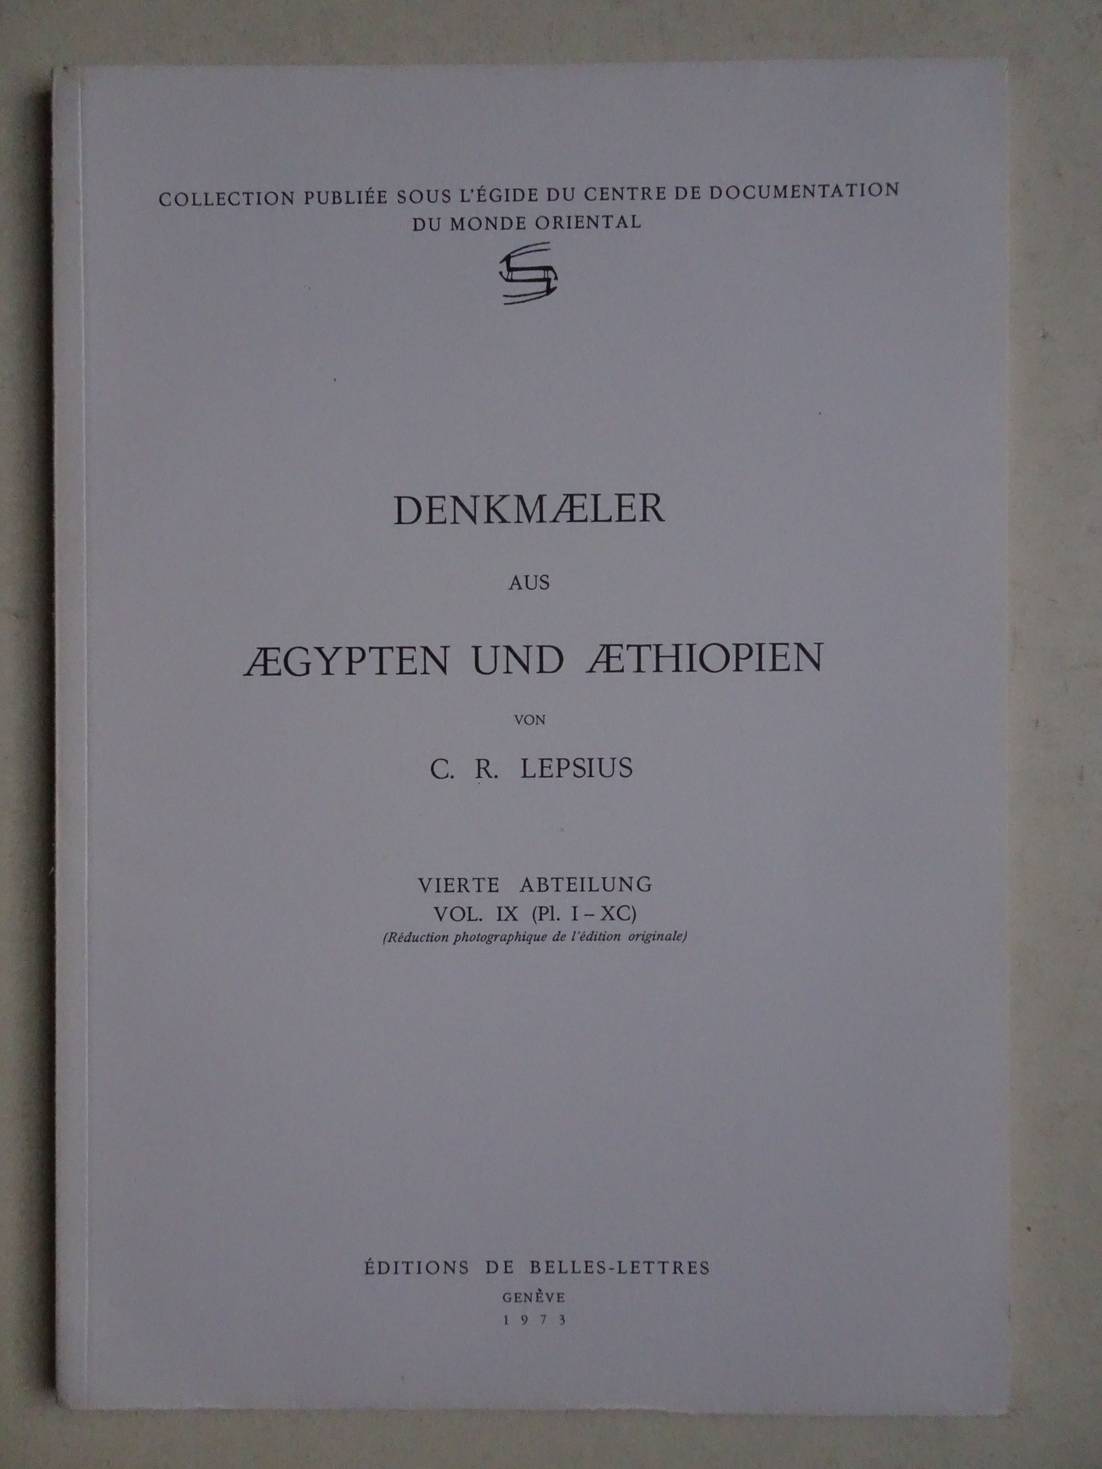 COLLECTION PUBLIÉE SOUS L'ÉGIDE DU CENTRE DE DOCUMENTATION
DU MONDE ORIENTAL
DENKMÆLER
AUS
ÆGYPTEN UND ÆTHIOPIEN
VON
C. R. LEPSIUS
VIERTE ABTEILUNG
VOL. IX (Pl. I – XC)
(Réduction photographique de l'édition originale)
ÉDITIONS DE BELLES-LETTRES
GENÈVE
1973